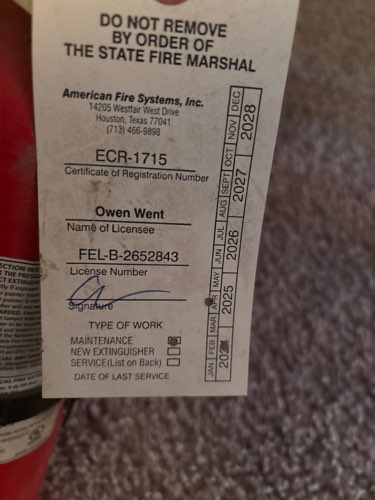 DO NOT REMOVE
BY ORDER OF
THE STATE FIRE MARSHAL
American Fire Systems, Inc.
14205 Westfair West Drive
Houston, Texas 77041
(713) 466-9898
ECR-1715
Certificate of Registration Number
Owen Went
Name of Licensee
FEL-B-2652843
License Number
Signature
TYPE OF WORK
MAINTENANCE
NEW EXTINGUISHER
SERVICE(List on Back)
DATE OF LAST SERVICE
JAN FEB MAR APR MAY JUN JUL AUG SEPT OCT NOV DEC
2025 2026 2027 2028